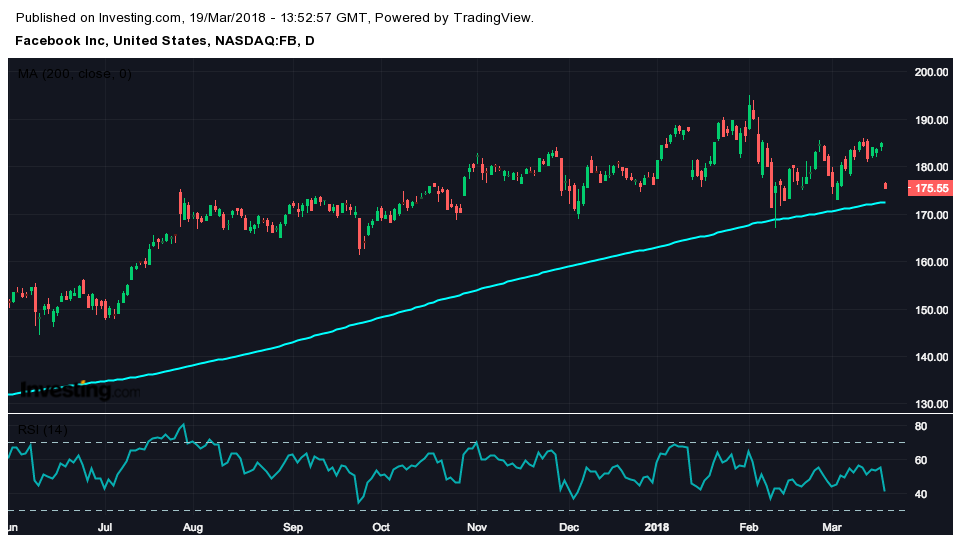 Published on Investing.com, 19/Mar/2018 - 13:52:57 GMT, Powered by TradingView.
Facebook Inc, United States, NASDAQ:FB, D
MA (200, close, 0)
200.00
190.00
180.00
175.55
170.00
160.00
150.00
140.00
130.00
Investing.com
RSI (14)
80
60
40
un Jul Aug Sep Oct Nov Dec 2018 Feb Mar